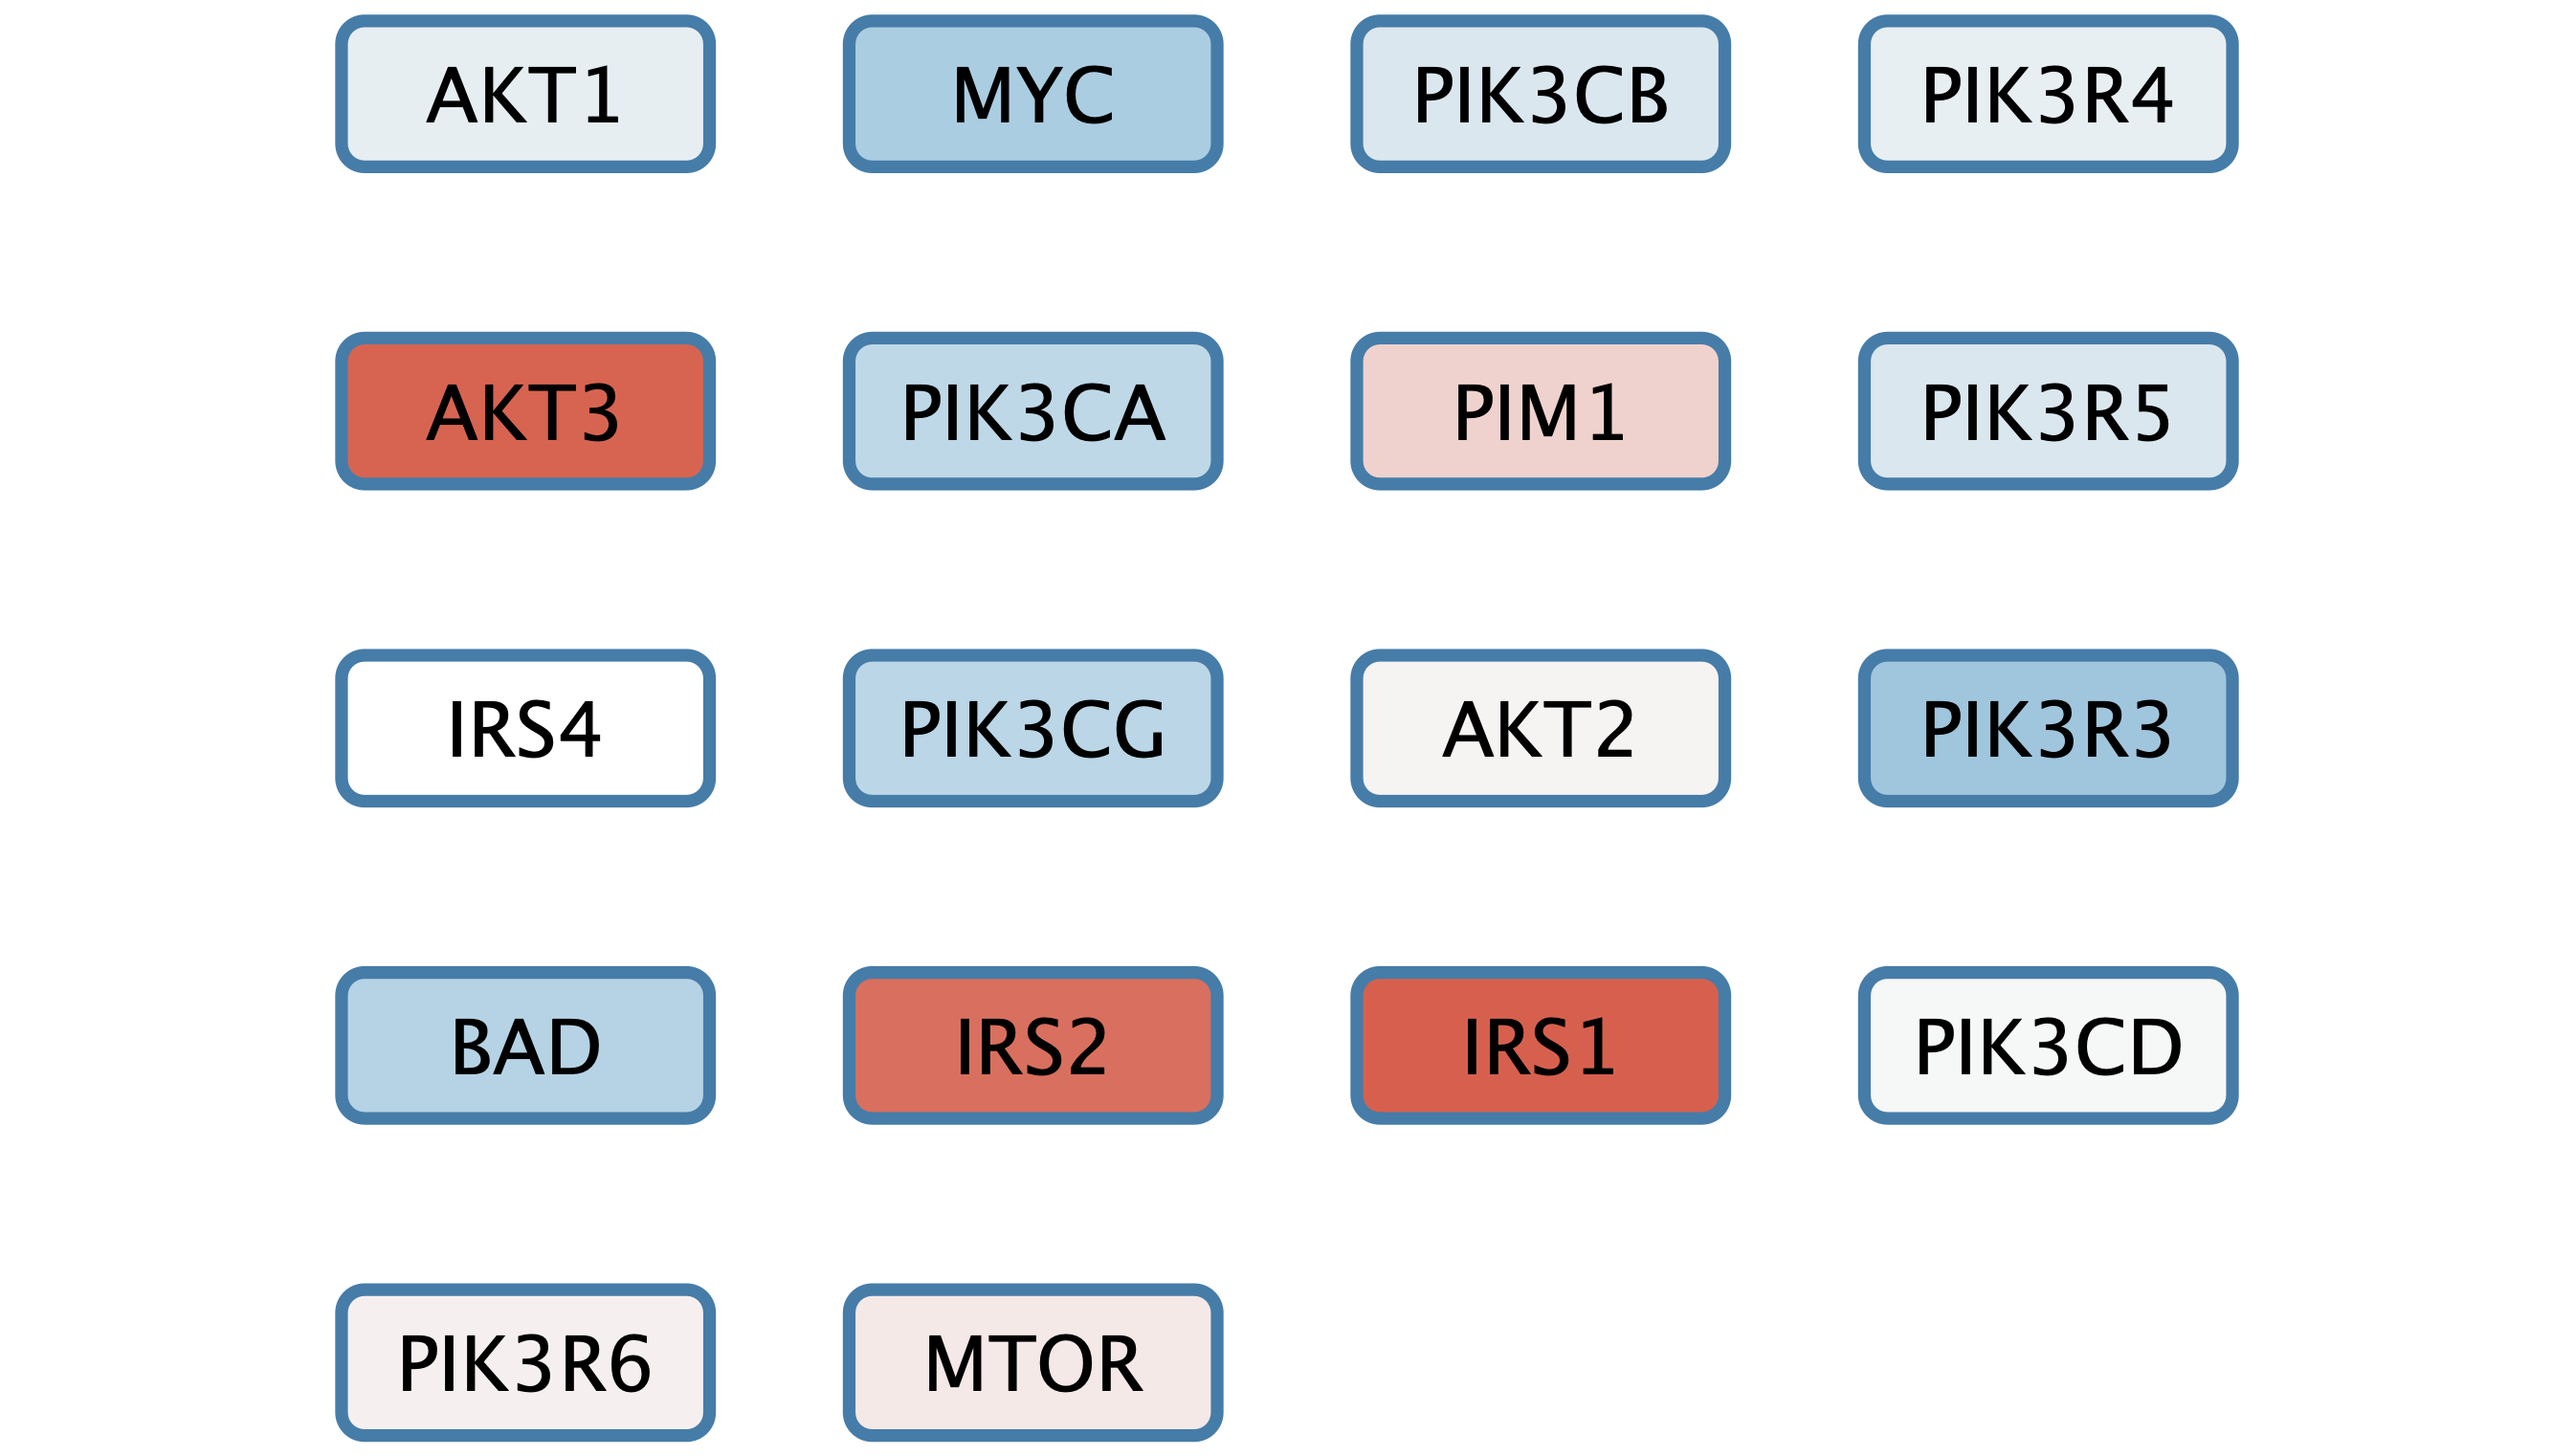 AKT1 MYC PIK3CB PIK3R4
AKT3 PIK3CA PIM1 PIK3R5
IRS4 PIK3CG AKT2 PIK3R3
BAD IRS2 IRS1 PIK3CD
PIK3R6 MTOR